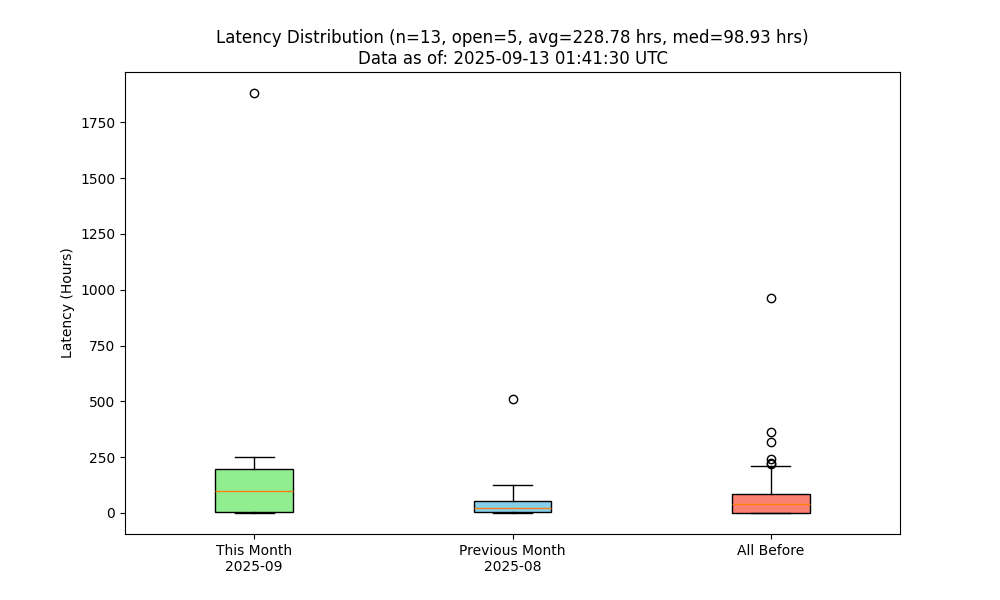 Latency Distribution (n=13, open=5, avg=228.78 hrs, med=98.93 hrs)
Data as of: 2025-09-13 01:41:30 UTC
Latency (Hours)
1750
1500
1250
1000
750
500
250
0
This Month
2025-09
Previous Month
2025-08
All Before